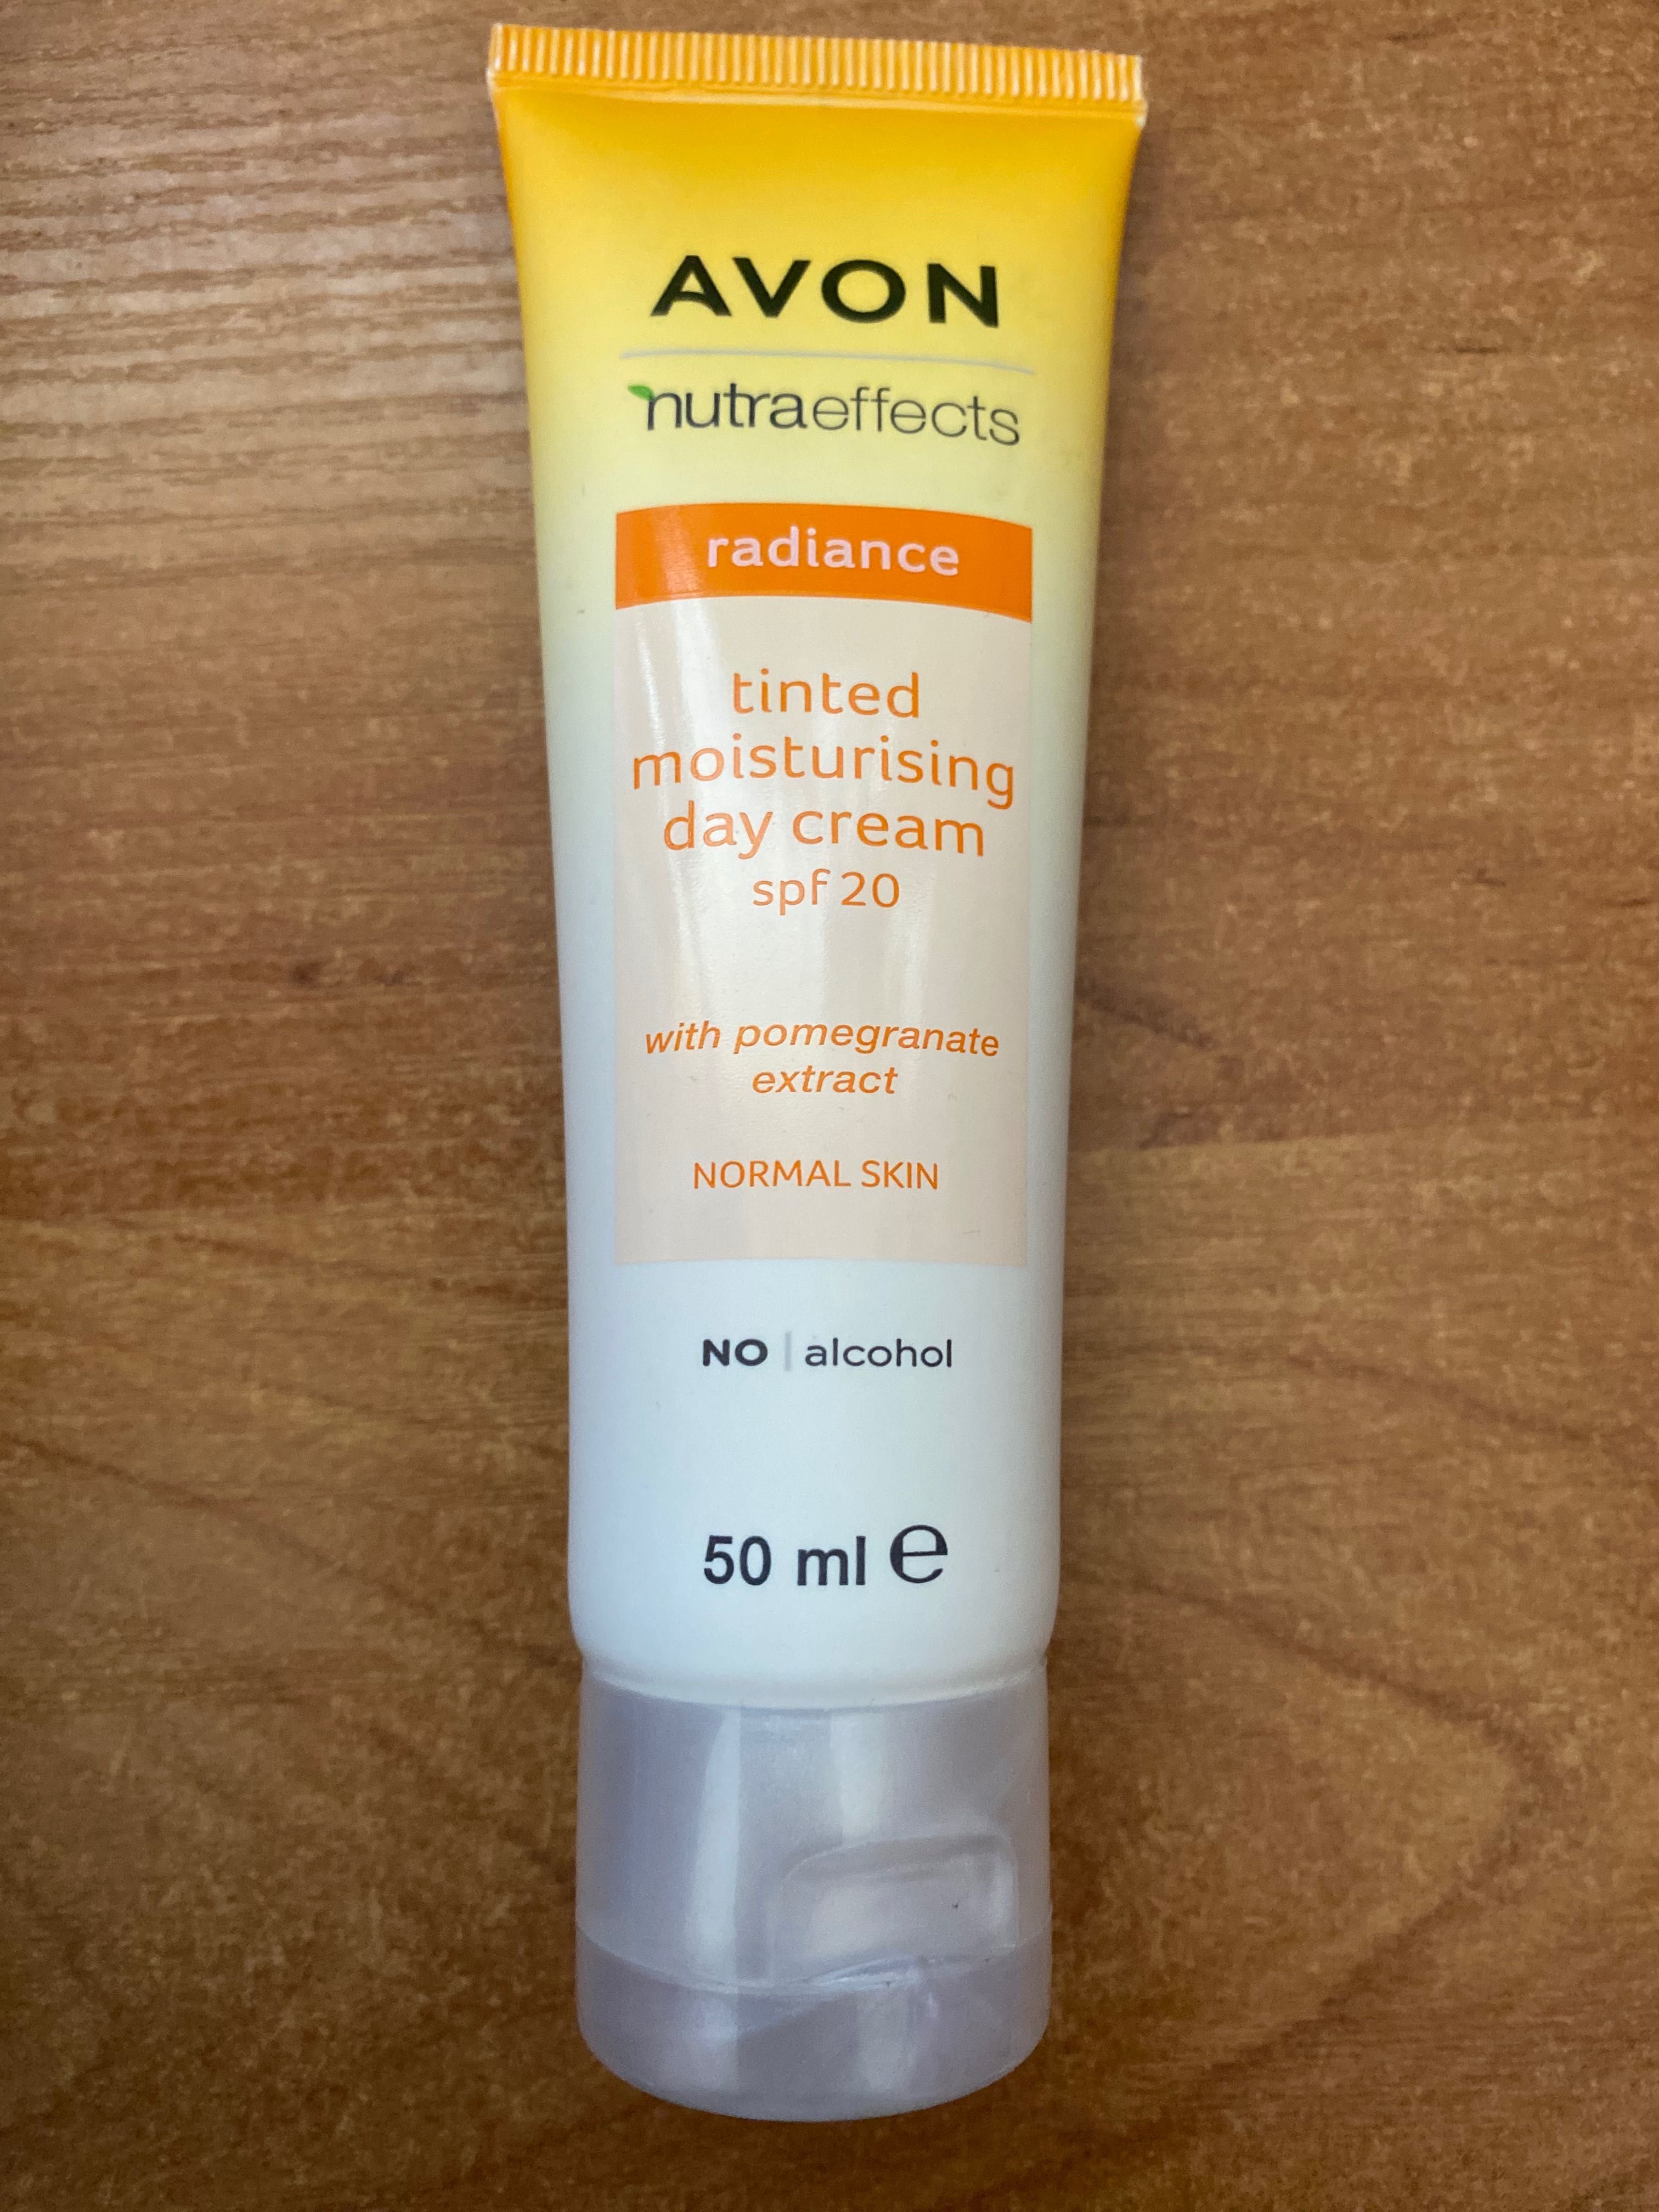 AVON
nutraeffects
radiance
tinted
moisturising
day cream
spf 20
with pomegranate
extract
NORMAL SKIN
NO | alcohol
50 ml ℮